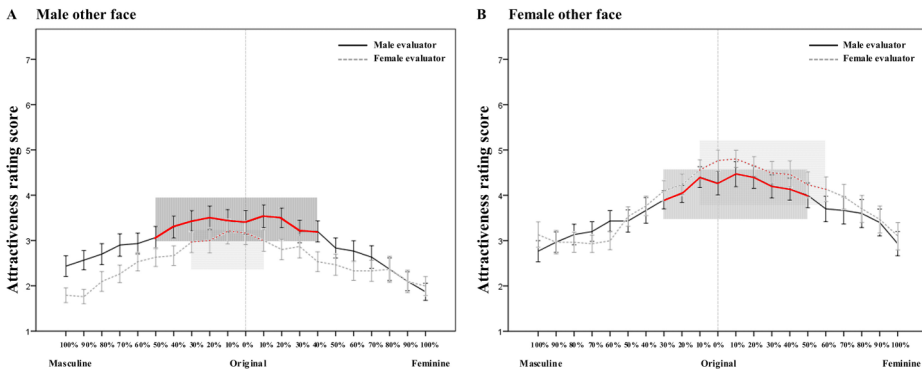 A Male other face
Male evaluator
Female evaluator
Attractiveness rating score
7
6
5
4
3
2
1
100% 90% 80% 70% 60% 50% 40% 30% 20% 10% 0% 10% 20% 30% 40% 50% 60% 70% 80% 90% 100%
Masculine Original Feminine
B Female other face
Male evaluator
Female evaluator
Attractiveness rating score
7
6
5
4
3
2
1
100% 90% 80% 70% 60% 50% 40% 30% 20% 10% 0% 10% 20% 30% 40% 50% 60% 70% 80% 90% 100%
Masculine Original Feminine